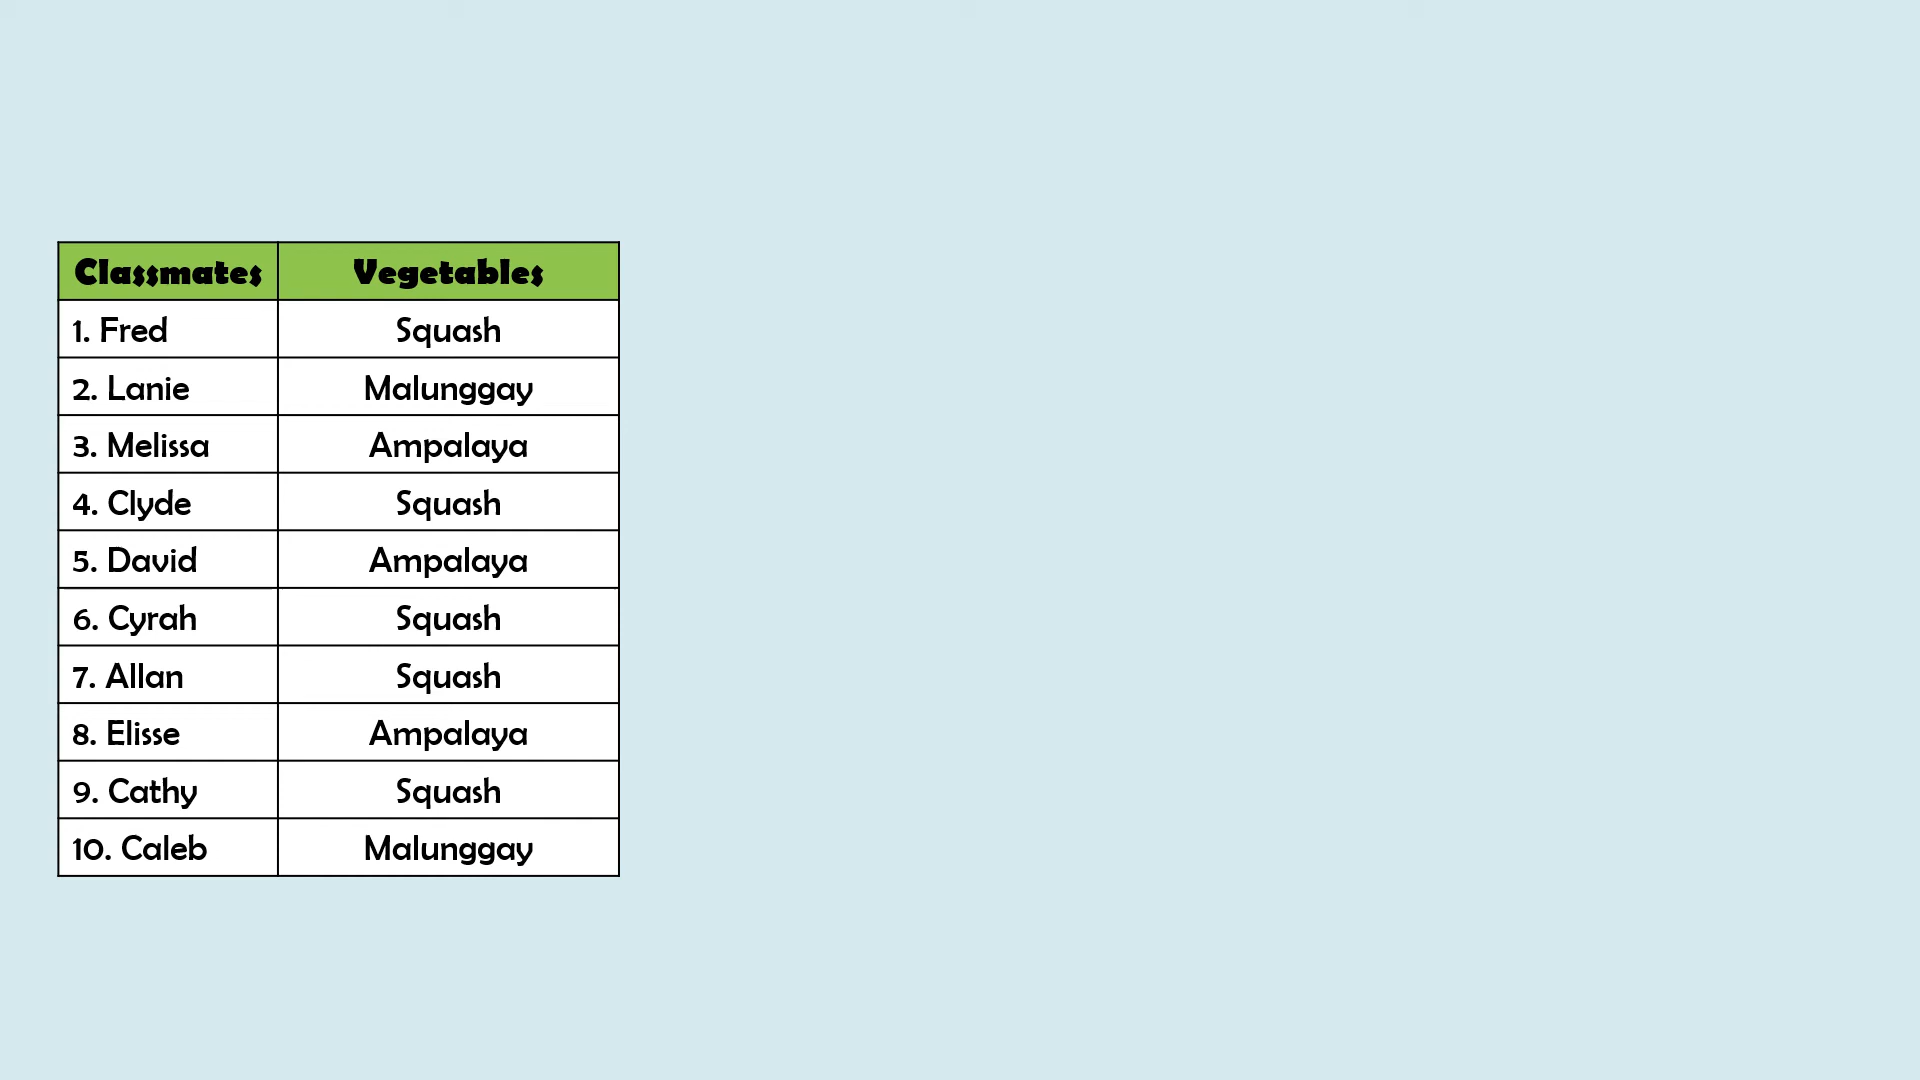 Classmates Vegetables
1. Fred Squash
2. Lanie Malunggay
3. Melissa Ampalaya
4. Clyde Squash
5. David Ampalaya
6. Cyrah Squash
7. Allan Squash
8. Elisse Ampalaya
9. Cathy Squash
10. Caleb Malunggay